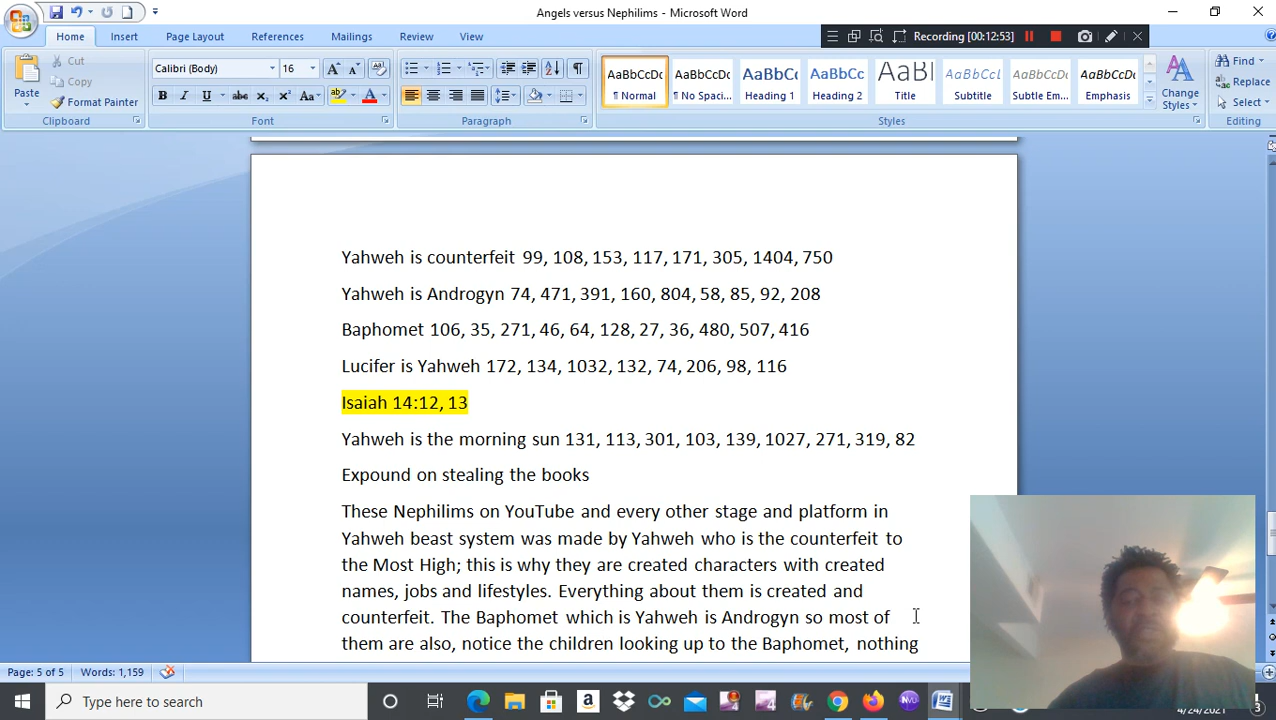 Angels versus Nephilims - Microsoft Word
Home Insert Page Layout References Mailings Review View
Recording [00:12:53]
Cut
Copy
Format Painter
Paste
Clipboard
Calibri (Body) 16
Font
Paragraph
AaBbCcDc AaBbCcDc AaBbCc AaBbCc AaBl AaBbCcL AaBbCcDc AaBbCcDc
¶ Normal ¶ No Spaci... Heading 1 Heading 2 Title Subtitle Subtle Em... Emphasis
Change
Styles
Styles
Find
Replace
Select
Editing
Yahweh is counterfeit 99, 108, 153, 117, 171, 305, 1404, 750
Yahweh is Androgyn 74, 471, 391, 160, 804, 58, 85, 92, 208
Baphomet 106, 35, 271, 46, 64, 128, 27, 36, 480, 507, 416
Lucifer is Yahweh 172, 134, 1032, 132, 74, 206, 98, 116
Isaiah 14:12, 13
Yahweh is the morning sun 131, 113, 301, 103, 139, 1027, 271, 319, 82
Expound on stealing the books
These Nephilims on YouTube and every other stage and platform in
Yahweh beast system was made by Yahweh who is the counterfeit to
the Most High; this is why they are created characters with created
names, jobs and lifestyles. Everything about them is created and
counterfeit. The Baphomet which is Yahweh is Androgyn so most of
them are also, notice the children looking up to the Baphomet, nothing
Page: 5 of 5 Words: 1,159
Type here to search
4/24/2021